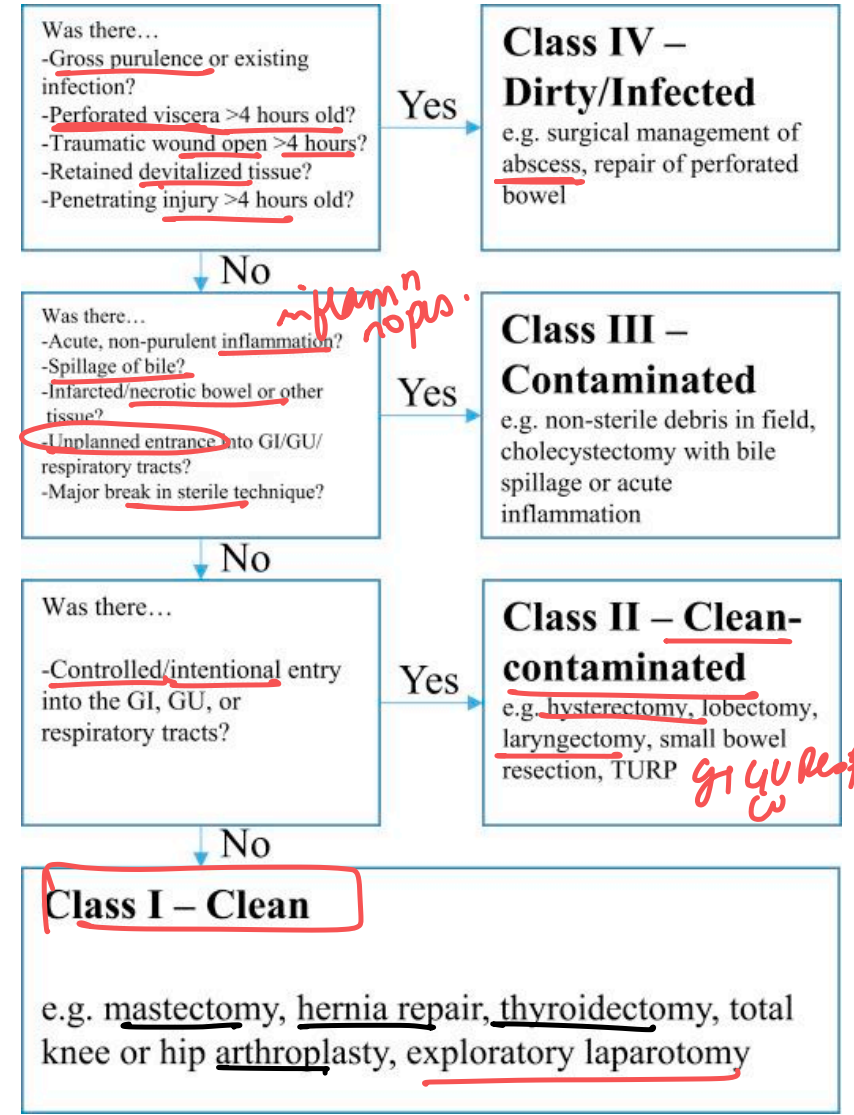 Was there…
-Gross purulence or existing
infection?
-Perforated viscera >4 hours old?
-Traumatic wound open >4 hours?
-Retained devitalized tissue?
-Penetrating injury >4 hours old?
Yes
Class IV –
Dirty/Infected
e.g. surgical management of
abscess, repair of perforated
bowel
No
inflamn
no pus.
Was there…
-Acute, non-purulent inflammation?
-Spillage of bile?
-Infarcted/necrotic bowel or other
tissue?
-Unplanned entrance into GI/GU/
respiratory tracts?
-Major break in sterile technique?
Yes
Class III –
Contaminated
e.g. non-sterile debris in field,
cholecystectomy with bile
spillage or acute
inflammation
No
Was there…
-Controlled/intentional entry
into the GI, GU, or
respiratory tracts?
Yes
Class II – Clean-
contaminated
e.g. hysterectomy, lobectomy,
laryngectomy, small bowel
resection, TURP
GI GU Resp
No
Class I – Clean
e.g. mastectomy, hernia repair, thyroidectomy, total
knee or hip arthroplasty, exploratory laparotomy